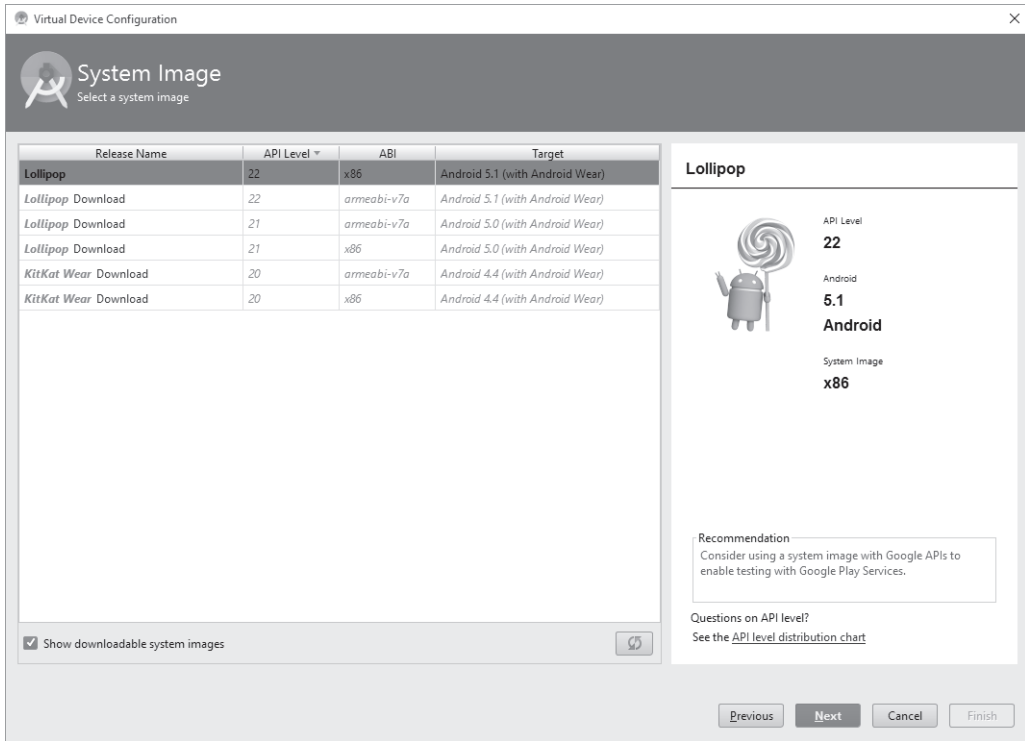 Virtual Device Configuration
System Image
Select a system image
Release Name API Level ABI Target
Lollipop 22 x86 Android 5.1 (with Android Wear)
Lollipop Download 22 armeabi-v7a Android 5.1 (with Android Wear)
Lollipop Download 21 armeabi-v7a Android 5.0 (with Android Wear)
Lollipop Download 21 x86 Android 5.0 (with Android Wear)
KitKat Wear Download 20 armeabi-v7a Android 4.4 (with Android Wear)
KitKat Wear Download 20 x86 Android 4.4 (with Android Wear)
Show downloadable system images
Lollipop
API Level
22
Android
5.1
Android
System Image
x86
Recommendation
Consider using a system image with Google APIs to
enable testing with Google Play Services.
Questions on API level?
See the API level distribution chart
Previous Next Cancel Finish